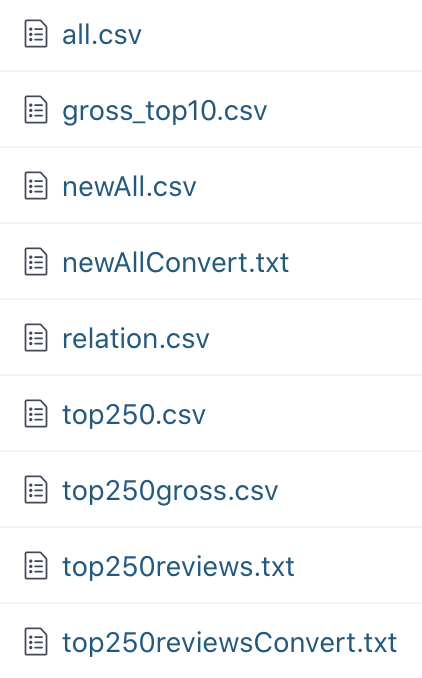 all.csv
gross_top10.csv
newAll.csv
newAllConvert.txt
relation.csv
top250.csv
top250gross.csv
top250reviews.txt
top250reviewsConvert.txt